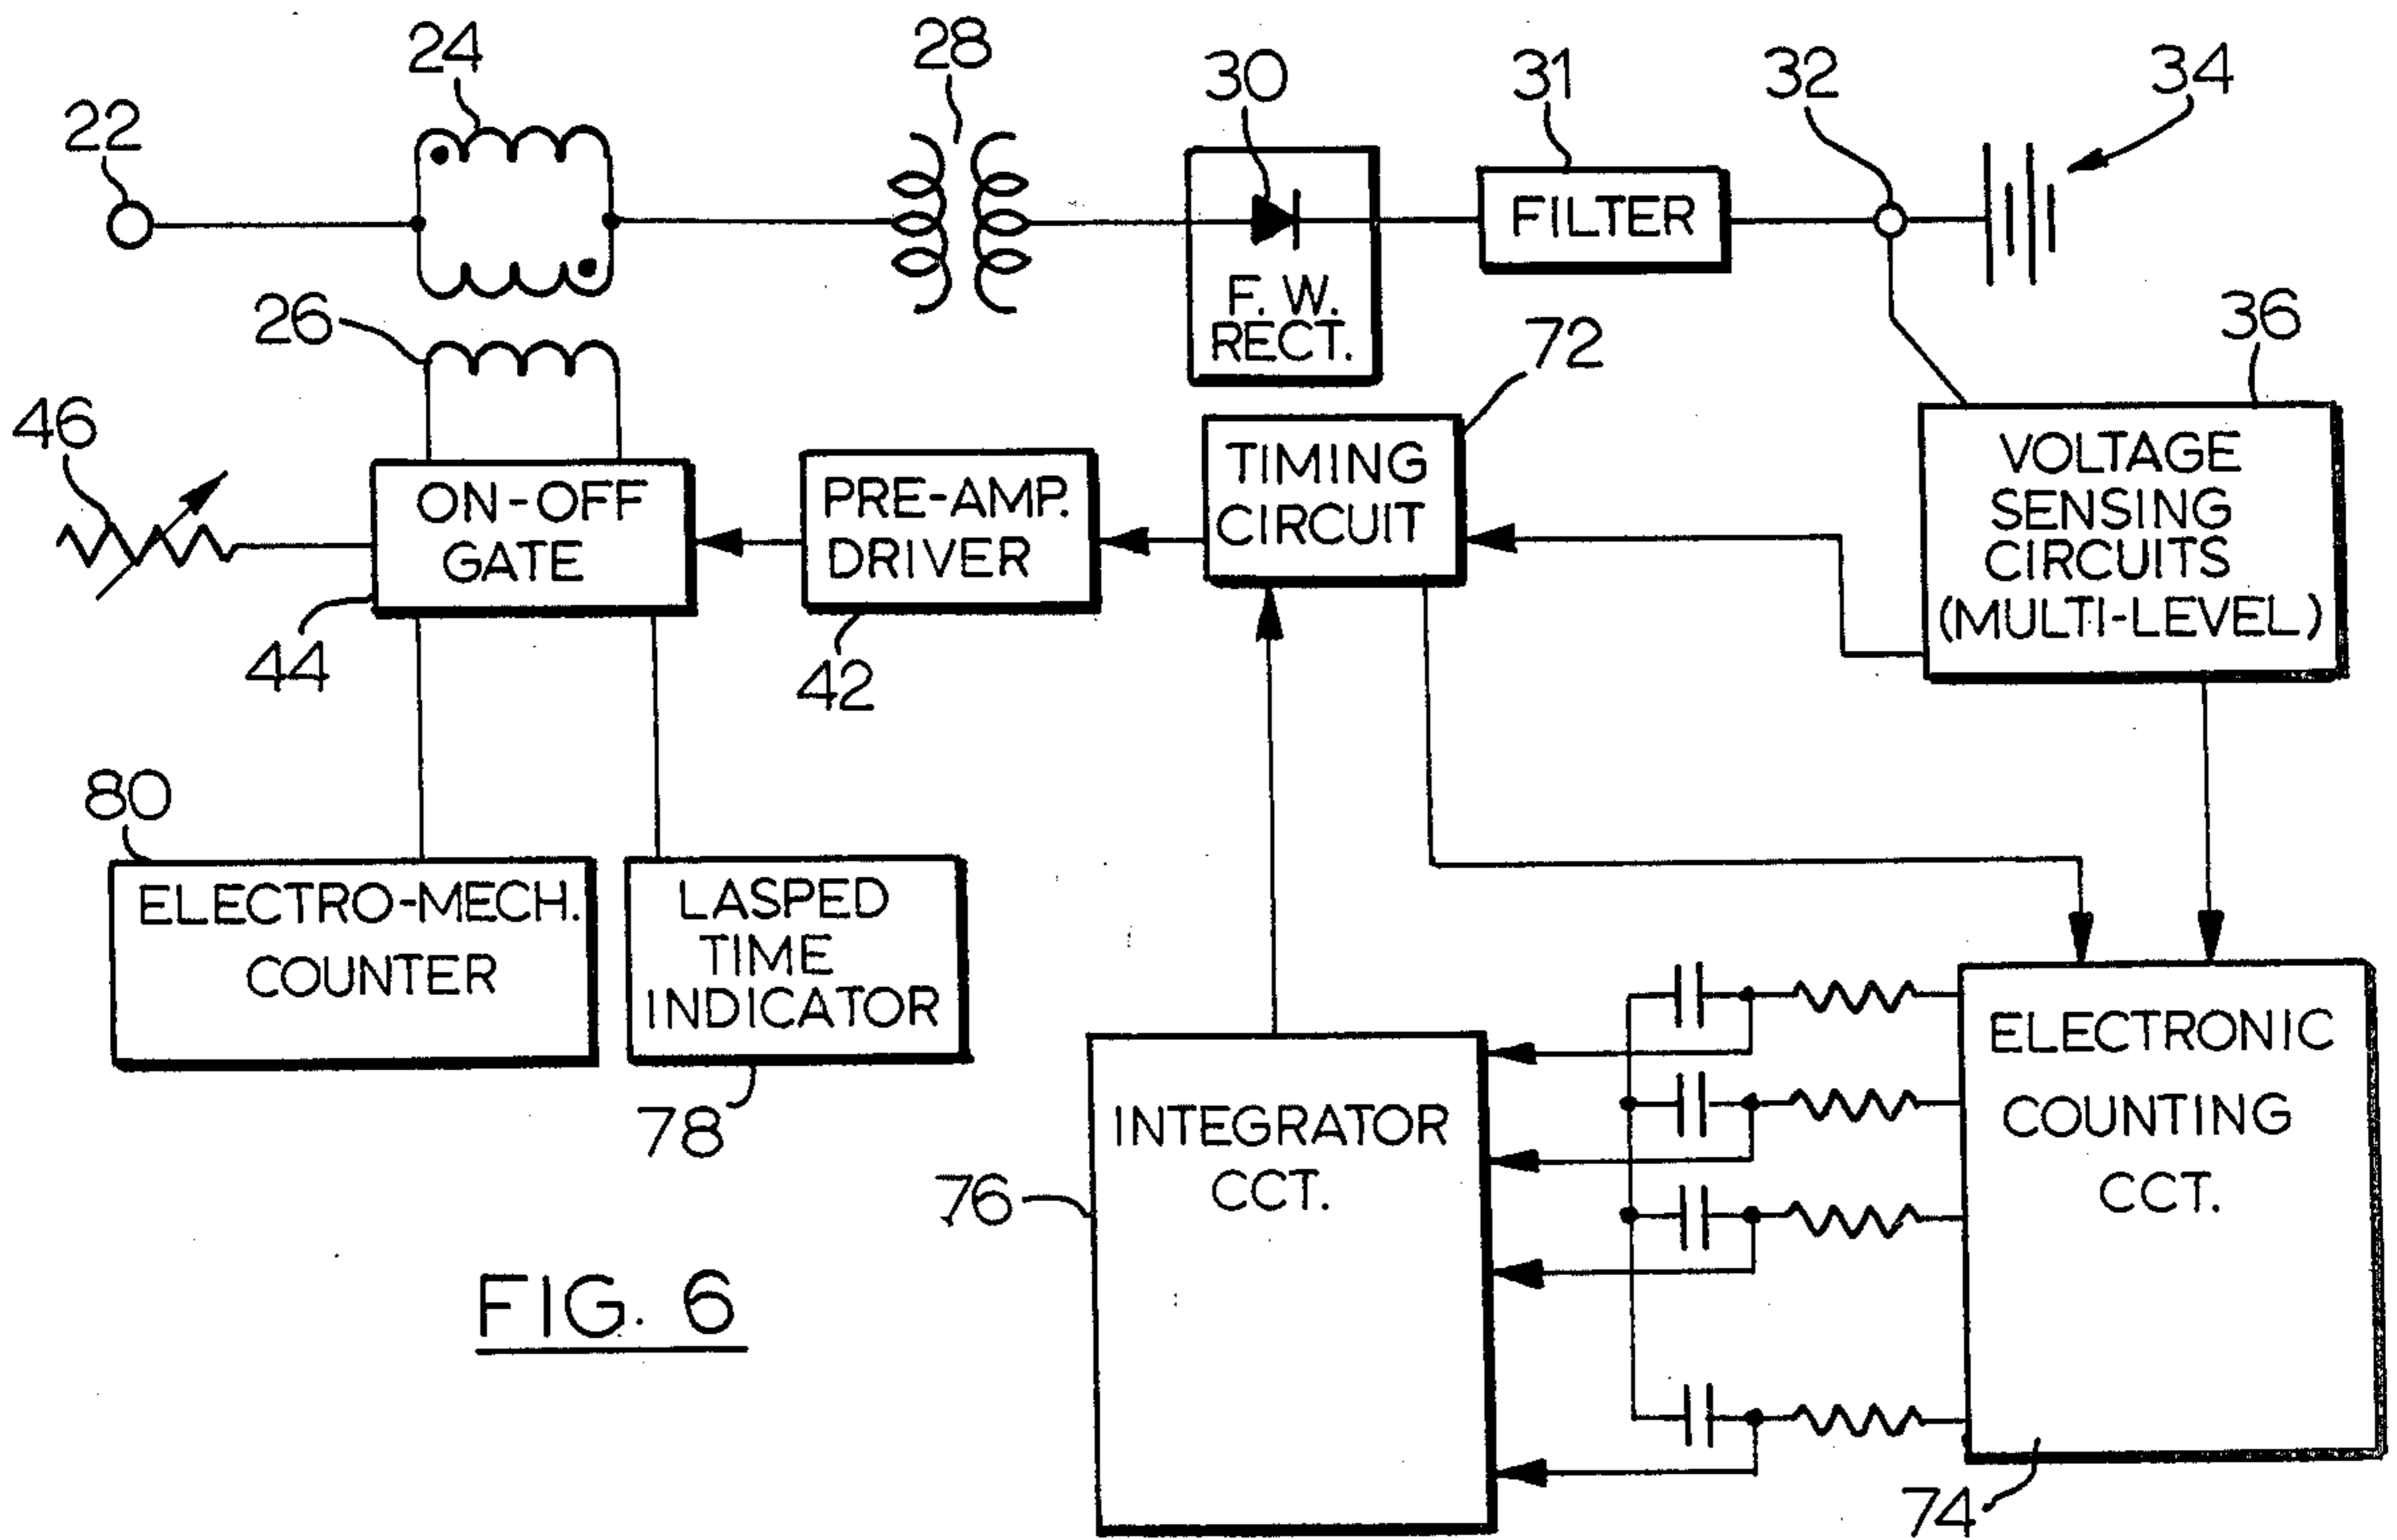 24
28
30
31
32
34
22
FILTER
F. W.
RECT.
26
36
72
46
VOLTAGE
SENSING
CIRCUITS
(MULTI-LEVEL)
TIMING
CIRCUIT
PRE-AMP.
DRIVER
ON-OFF
GATE
44
42
80
ELECTRO-MECH.
COUNTER
LASPED
TIME
INDICATOR
78
ELECTRONIC
COUNTING
CCT.
INTEGRATOR
CCT.
76
74
FIG. 6